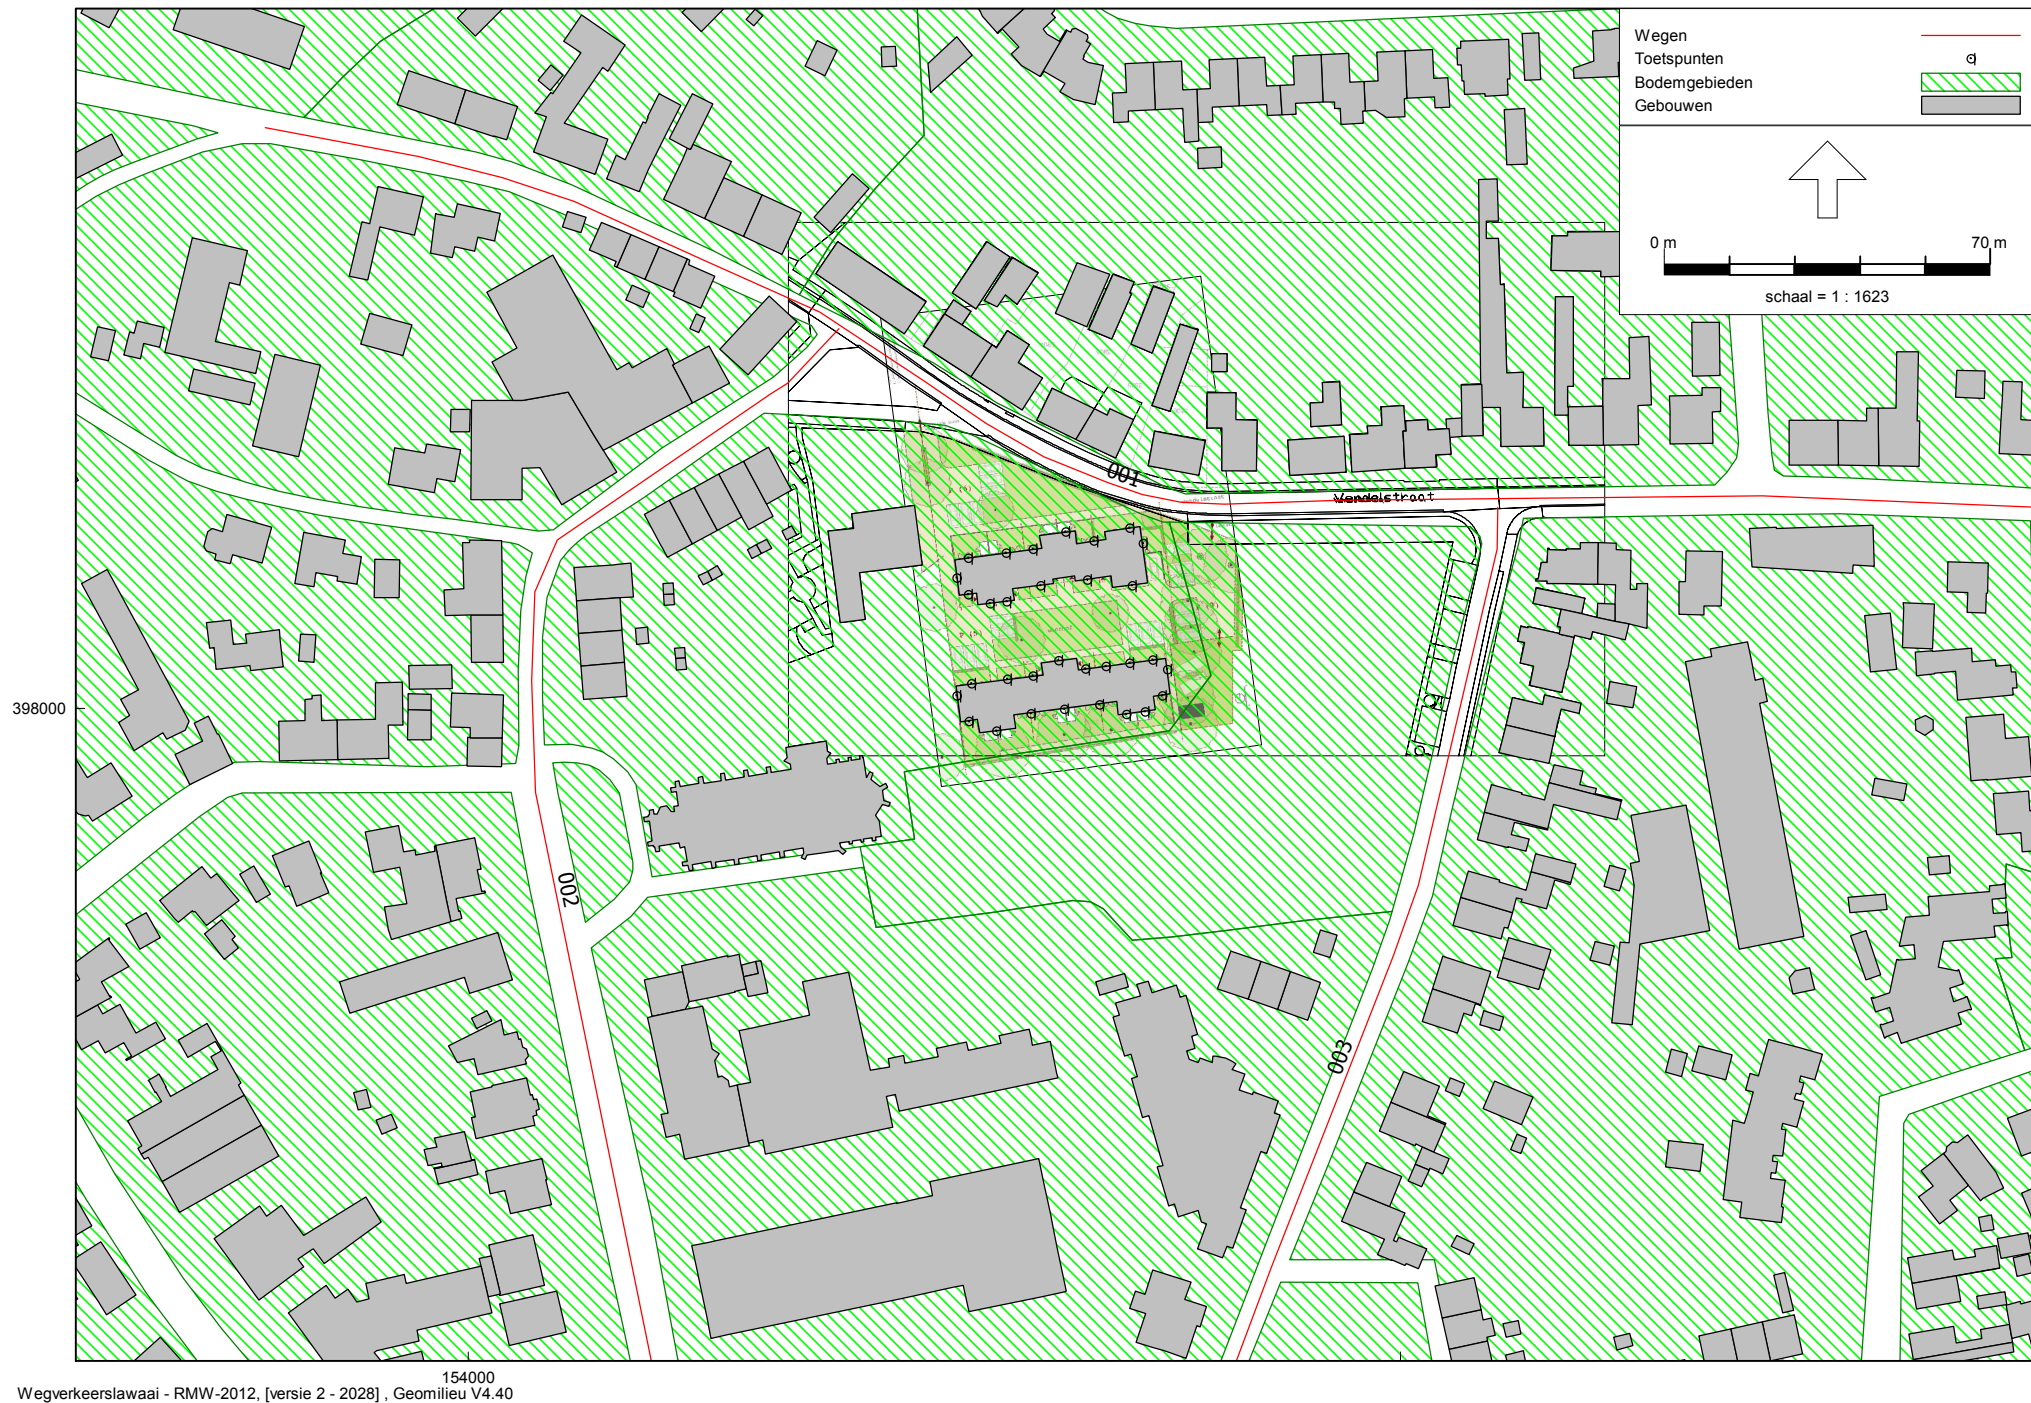 Wegen
Toetspunten
Bodemgebieden
Gebouwen
0 m 70 m
schaal = 1 : 1623
001
Vendelstraat
398000
002
003
154000
Wegverkeerslawaai - RMW-2012, [versie 2 - 2028] , Geomilieu V4.40